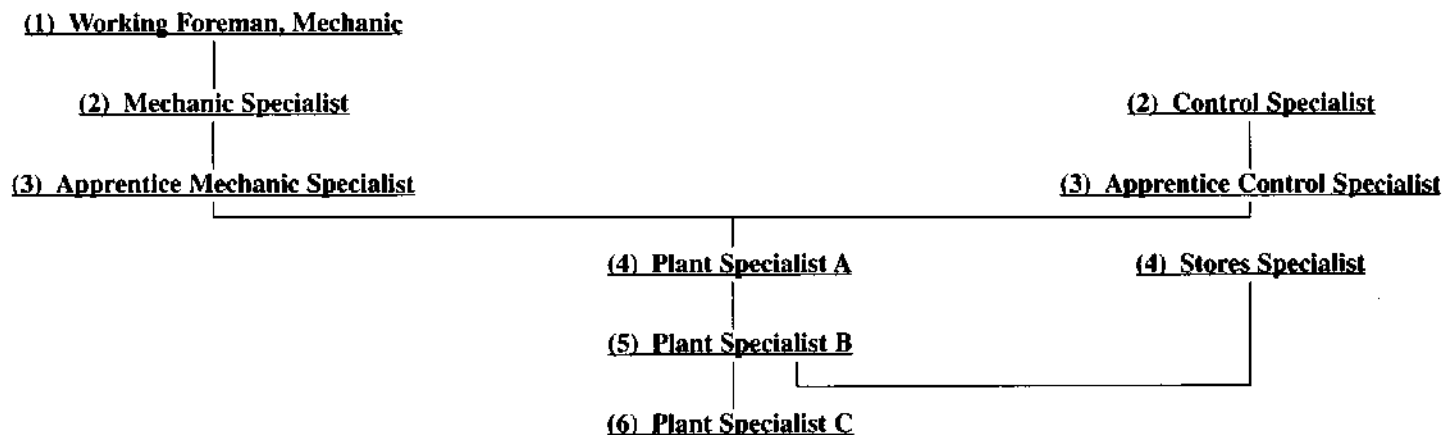 (1) Working Foreman, Mechanic
(2) Mechanic Specialist
(2) Control Specialist
(3) Apprentice Mechanic Specialist
(3) Apprentice Control Specialist
(4) Plant Specialist A
(4) Stores Specialist
(5) Plant Specialist B
(6) Plant Specialist C